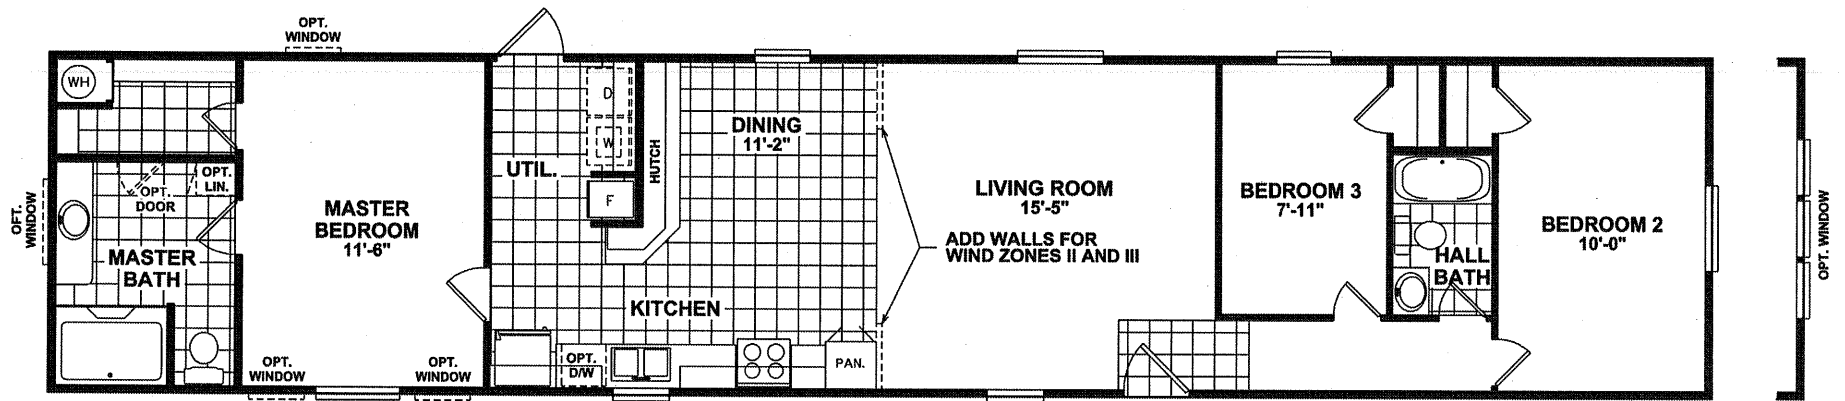 OPT.
WINDOW
WH
OPT.
WINDOW
OPT.
DOOR
OPT.
LIN.
MASTER
BATH
MASTER
BEDROOM
11'-6"
OPT.
WINDOW
OPT.
WINDOW
UTIL.
D
W
F
HUTCH
DINING
11'-2"
KITCHEN
OPT.
D/W
PAN.
LIVING ROOM
15'-5"
ADD WALLS FOR
WIND ZONES II AND III
BEDROOM 3
7'-11"
HALL
BATH
BEDROOM 2
10'-0"
OPT. WINDOW